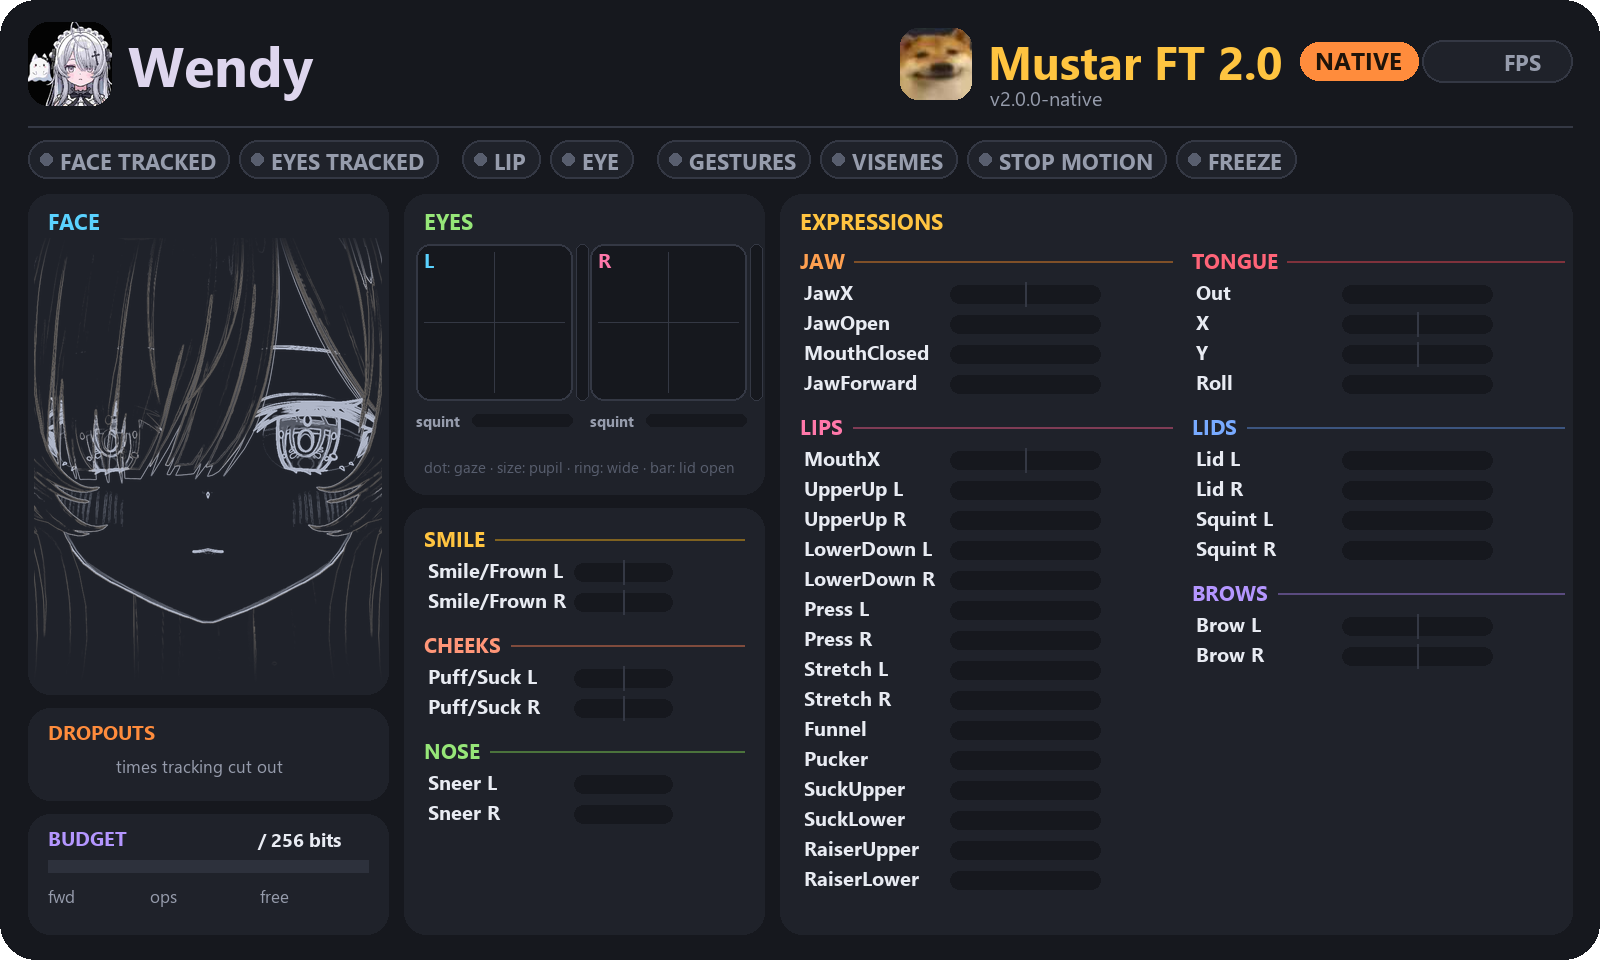 Wendy
Mustar FT 2.0
NATIVE
FPS
v2.0.0-native
FACE TRACKED
EYES TRACKED
LIP
EYE
GESTURES
VISEMES
STOP MOTION
FREEZE
FACE
DROPOUTS
times tracking cut out
BUDGET
/ 256 bits
fwd
ops
free
EYES
L
R
squint
squint
dot: gaze · size: pupil · ring: wide · bar: lid open
SMILE
Smile/Frown L
Smile/Frown R
CHEEKS
Puff/Suck L
Puff/Suck R
NOSE
Sneer L
Sneer R
EXPRESSIONS
JAW
JawX
JawOpen
MouthClosed
JawForward
LIPS
MouthX
UpperUp L
UpperUp R
LowerDown L
LowerDown R
Press L
Press R
Stretch L
Stretch R
Funnel
Pucker
SuckUpper
SuckLower
RaiserUpper
RaiserLower
TONGUE
Out
X
Y
Roll
LIDS
Lid L
Lid R
Squint L
Squint R
BROWS
Brow L
Brow R